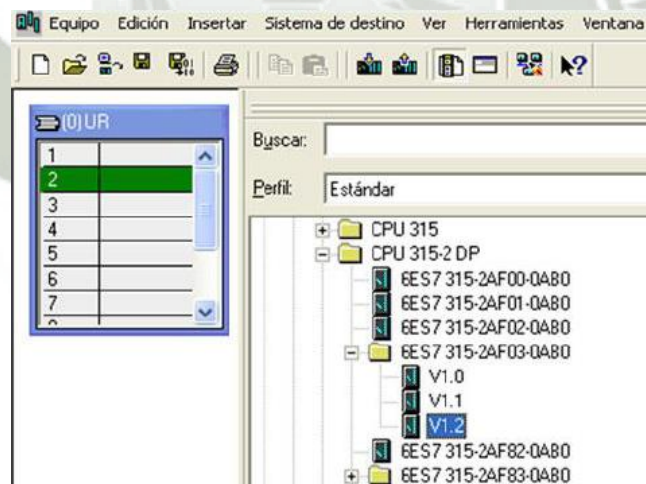 Equipo Edición Insertar Sistema de destino Ver Herramientas Ventana
(0) UR
1
2
3
4
5
6
7
Buscar:
Perfil: Estándar
CPU 315
CPU 315-2 DP
6ES7 315-2AF00-0AB0
6ES7 315-2AF01-0AB0
6ES7 315-2AF02-0AB0
6ES7 315-2AF03-0AB0
V1.0
V1.1
V1.2
6ES7 315-2AF82-0AB0
6ES7 315-2AF83-0AB0